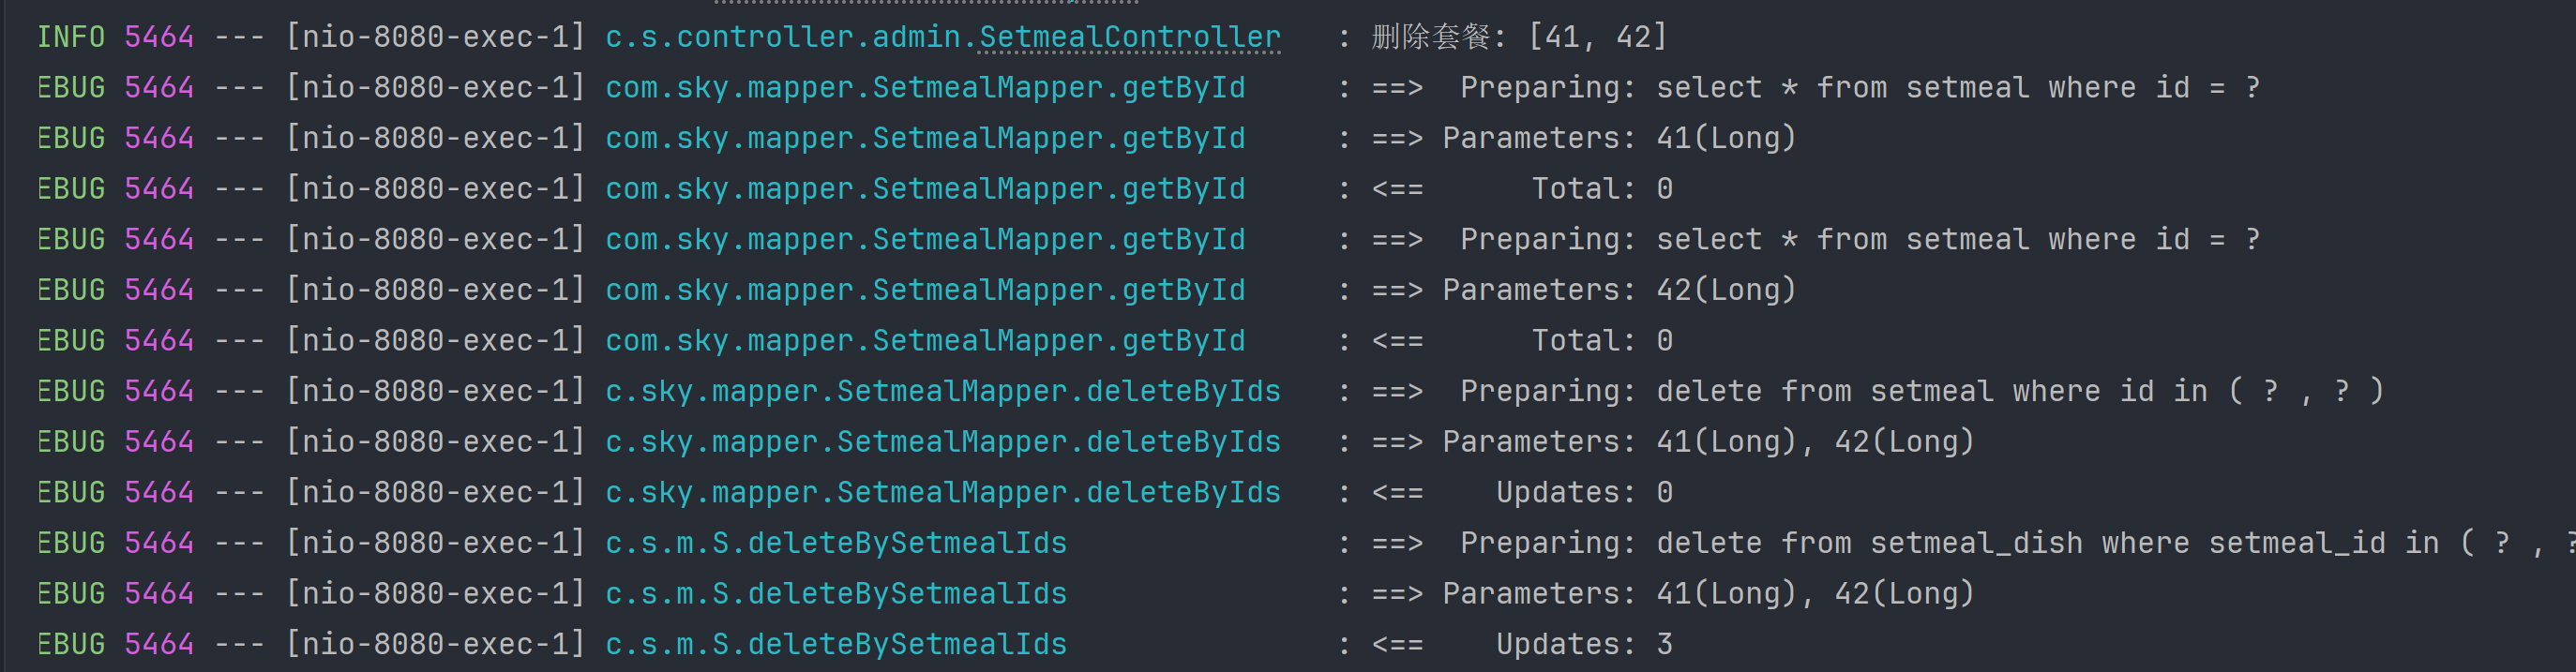 INFO 5464 --- [nio-8080-exec-1] c.s.controller.admin.SetmealController : 删除套餐: [41, 42]
EBUG 5464 --- [nio-8080-exec-1] com.sky.mapper.SetmealMapper.getById : ==> Preparing: select * from setmeal where id = ?
EBUG 5464 --- [nio-8080-exec-1] com.sky.mapper.SetmealMapper.getById : ==> Parameters: 41(Long)
EBUG 5464 --- [nio-8080-exec-1] com.sky.mapper.SetmealMapper.getById : <== Total: 0
EBUG 5464 --- [nio-8080-exec-1] com.sky.mapper.SetmealMapper.getById : ==> Preparing: select * from setmeal where id = ?
EBUG 5464 --- [nio-8080-exec-1] com.sky.mapper.SetmealMapper.getById : ==> Parameters: 42(Long)
EBUG 5464 --- [nio-8080-exec-1] com.sky.mapper.SetmealMapper.getById : <== Total: 0
EBUG 5464 --- [nio-8080-exec-1] c.sky.mapper.SetmealMapper.deleteByIds : ==> Preparing: delete from setmeal where id in ( ? , ? )
EBUG 5464 --- [nio-8080-exec-1] c.sky.mapper.SetmealMapper.deleteByIds : ==> Parameters: 41(Long), 42(Long)
EBUG 5464 --- [nio-8080-exec-1] c.sky.mapper.SetmealMapper.deleteByIds : <== Updates: 0
EBUG 5464 --- [nio-8080-exec-1] c.s.m.S.deleteBySetmealIds : ==> Preparing: delete from setmeal_dish where setmeal_id in ( ? , ?
EBUG 5464 --- [nio-8080-exec-1] c.s.m.S.deleteBySetmealIds : ==> Parameters: 41(Long), 42(Long)
EBUG 5464 --- [nio-8080-exec-1] c.s.m.S.deleteBySetmealIds : <== Updates: 3